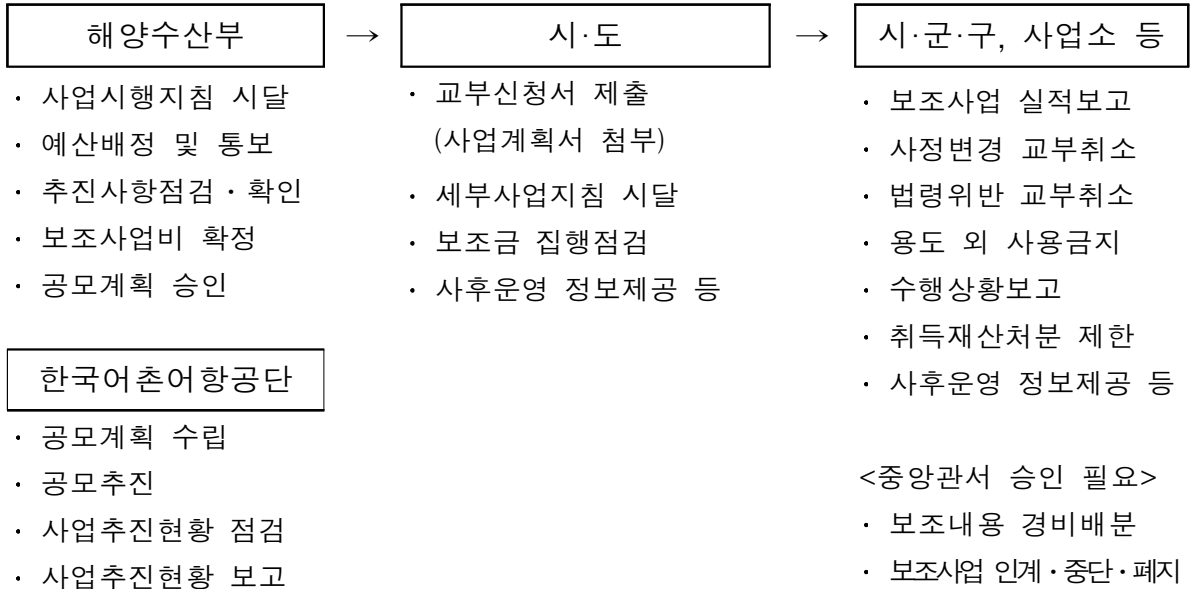 해양수산부 → 시·도 → 시·군·구, 사업소 등
· 사업시행지침 시달
· 예산배정 및 통보
· 추진사항점검·확인
· 보조사업비 확정
· 공모계획 승인
한국어촌어항공단
· 공모계획 수립
· 공모추진
· 사업추진현황 점검
· 사업추진현황 보고
· 교부신청서 제출
(사업계획서 첨부)
· 세부사업지침 시달
· 보조금 집행점검
· 사후운영 정보제공 등
· 보조사업 실적보고
· 사정변경 교부취소
· 법령위반 교부취소
· 용도 외 사용금지
· 수행상황보고
· 취득재산처분 제한
· 사후운영 정보제공 등
<중앙관서 승인 필요>
· 보조내용 경비배분
· 보조사업 인계·중단·폐지